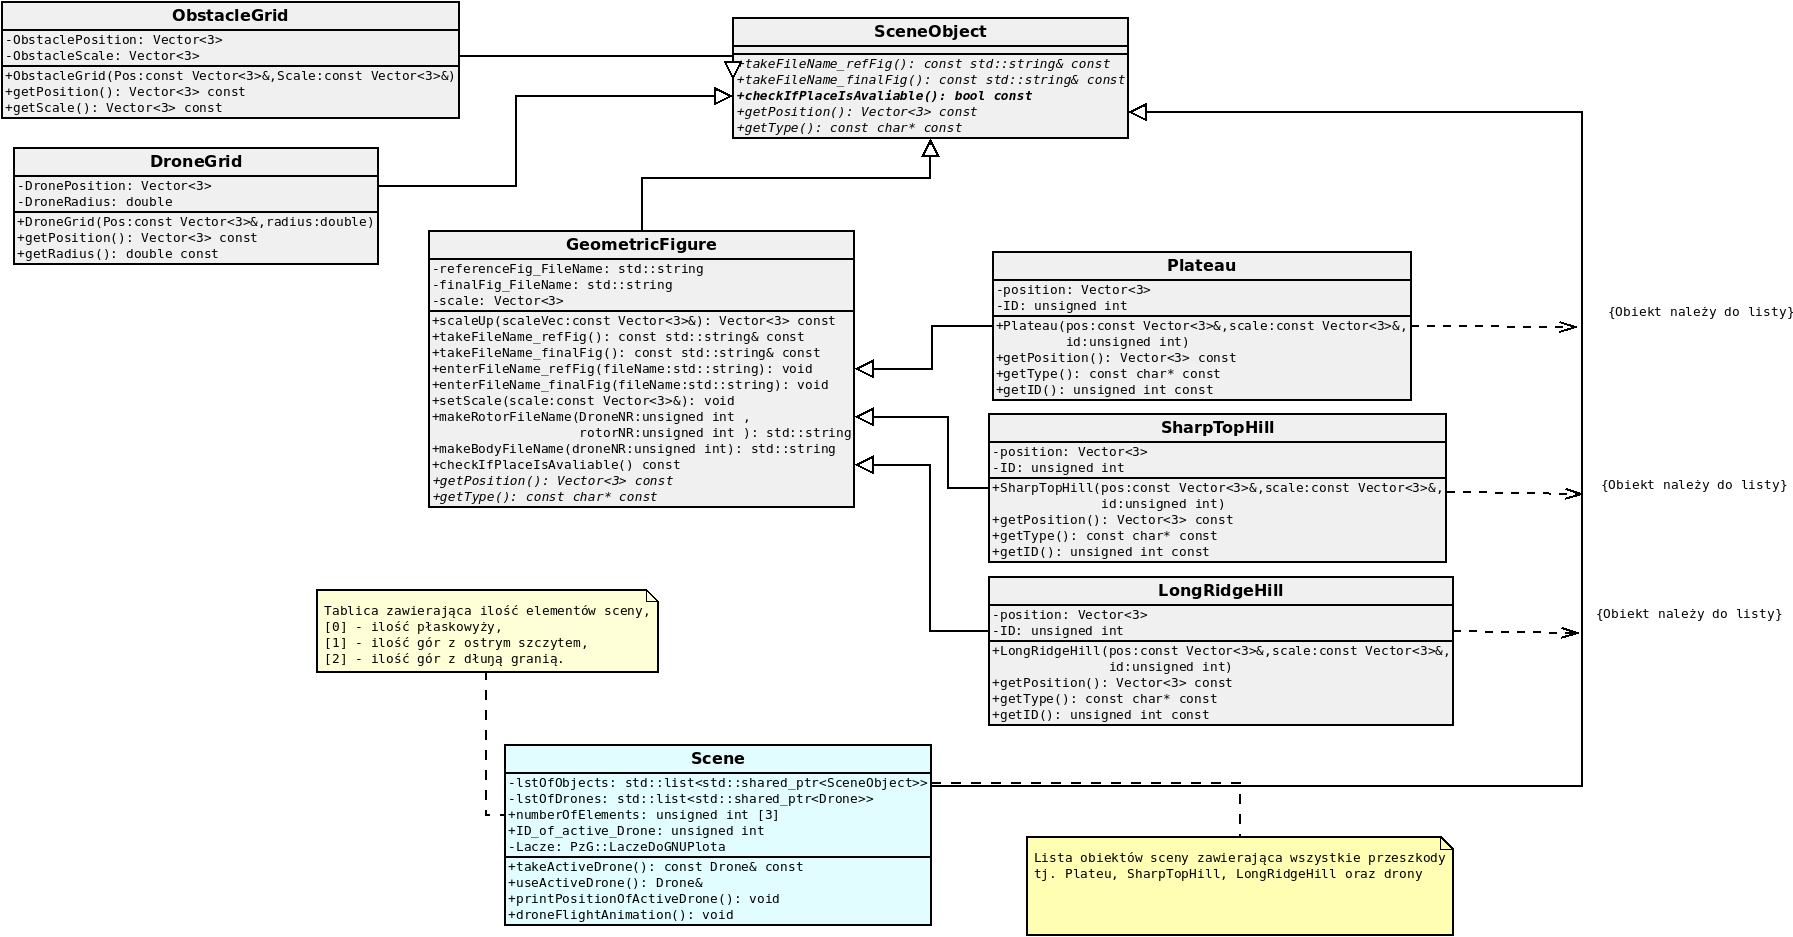 ObstacleGrid
-ObstaclePosition: Vector<3>
-ObstacleScale: Vector<3>
+ObstacleGrid(Pos:const Vector<3>&,Scale:const Vector<3>&)
+getPosition(): Vector<3> const
+getScale(): Vector<3> const
SceneObject
+takeFileName_refFig(): const std::string& const
+takeFileName_finalFig(): const std::string& const
+checkIfPlaceIsAvaliable(): bool const
+getPosition(): Vector<3> const
+getType(): const char* const
DroneGrid
-DronePosition: Vector<3>
-DroneRadius: double
+DroneGrid(Pos:const Vector<3>&,radius:double)
+getPosition(): Vector<3> const
+getRadius(): double const
GeometricFigure
-referenceFig_FileName: std::string
-finalFig_FileName: std::string
-scale: Vector<3>
+scaleUp(scaleVec:const Vector<3>&): Vector<3> const
+takeFileName_refFig(): const std::string& const
+takeFileName_finalFig(): const std::string& const
+enterFileName_refFig(fileName:std::string): void
+enterFileName_finalFig(fileName:std::string): void
+setScale(scale:const Vector<3>&): void
+makeRotorFileName(DroneNR:unsigned int ,
rotorNR:unsigned int ): std::string
+makeBodyFileName(droneNR:unsigned int): std::string
+checkIfPlaceIsAvaliable() const
+getPosition(): Vector<3> const
+getType(): const char* const
Plateau
-position: Vector<3>
-ID: unsigned int
+Plateau(pos:const Vector<3>&,scale:const Vector<3>&,
id:unsigned int)
+getPosition(): Vector<3> const
+getType(): const char* const
+getID(): unsigned int const
{Obiekt należy do listy}
SharpTopHill
-position: Vector<3>
-ID: unsigned int
+SharpTopHill(pos:const Vector<3>&,scale:const Vector<3>&,
id:unsigned int)
+getPosition(): Vector<3> const
+getType(): const char* const
+getID(): unsigned int const
{Obiekt należy do listy}
LongRidgeHill
-position: Vector<3>
-ID: unsigned int
+LongRidgeHill(pos:const Vector<3>&,scale:const Vector<3>&,
id:unsigned int)
+getPosition(): Vector<3> const
+getType(): const char* const
+getID(): unsigned int const
{Obiekt należy do listy}
Tablica zawierająca ilość elementów sceny,
[0] - ilość płaskowyży,
[1] - ilość gór z ostrym szczytem,
[2] - ilość gór z dłuŋą granią.
Scene
-lstOfObjects: std::list<std::shared_ptr<SceneObject>>
-lstOfDrones: std::list<std::shared_ptr<Drone>>
+numberOfElements: unsigned int [3]
+ID_of_active_Drone: unsigned int
-Lacze: PzG::LaczeDoGNUPlota
+takeActiveDrone(): const Drone& const
+useActiveDrone(): Drone&
+printPositionOfActiveDrone(): void
+droneFlightAnimation(): void
Lista obiektów sceny zawierająca wszystkie przeszkody
tj. Plateu, SharpTopHill, LongRidgeHill oraz drony